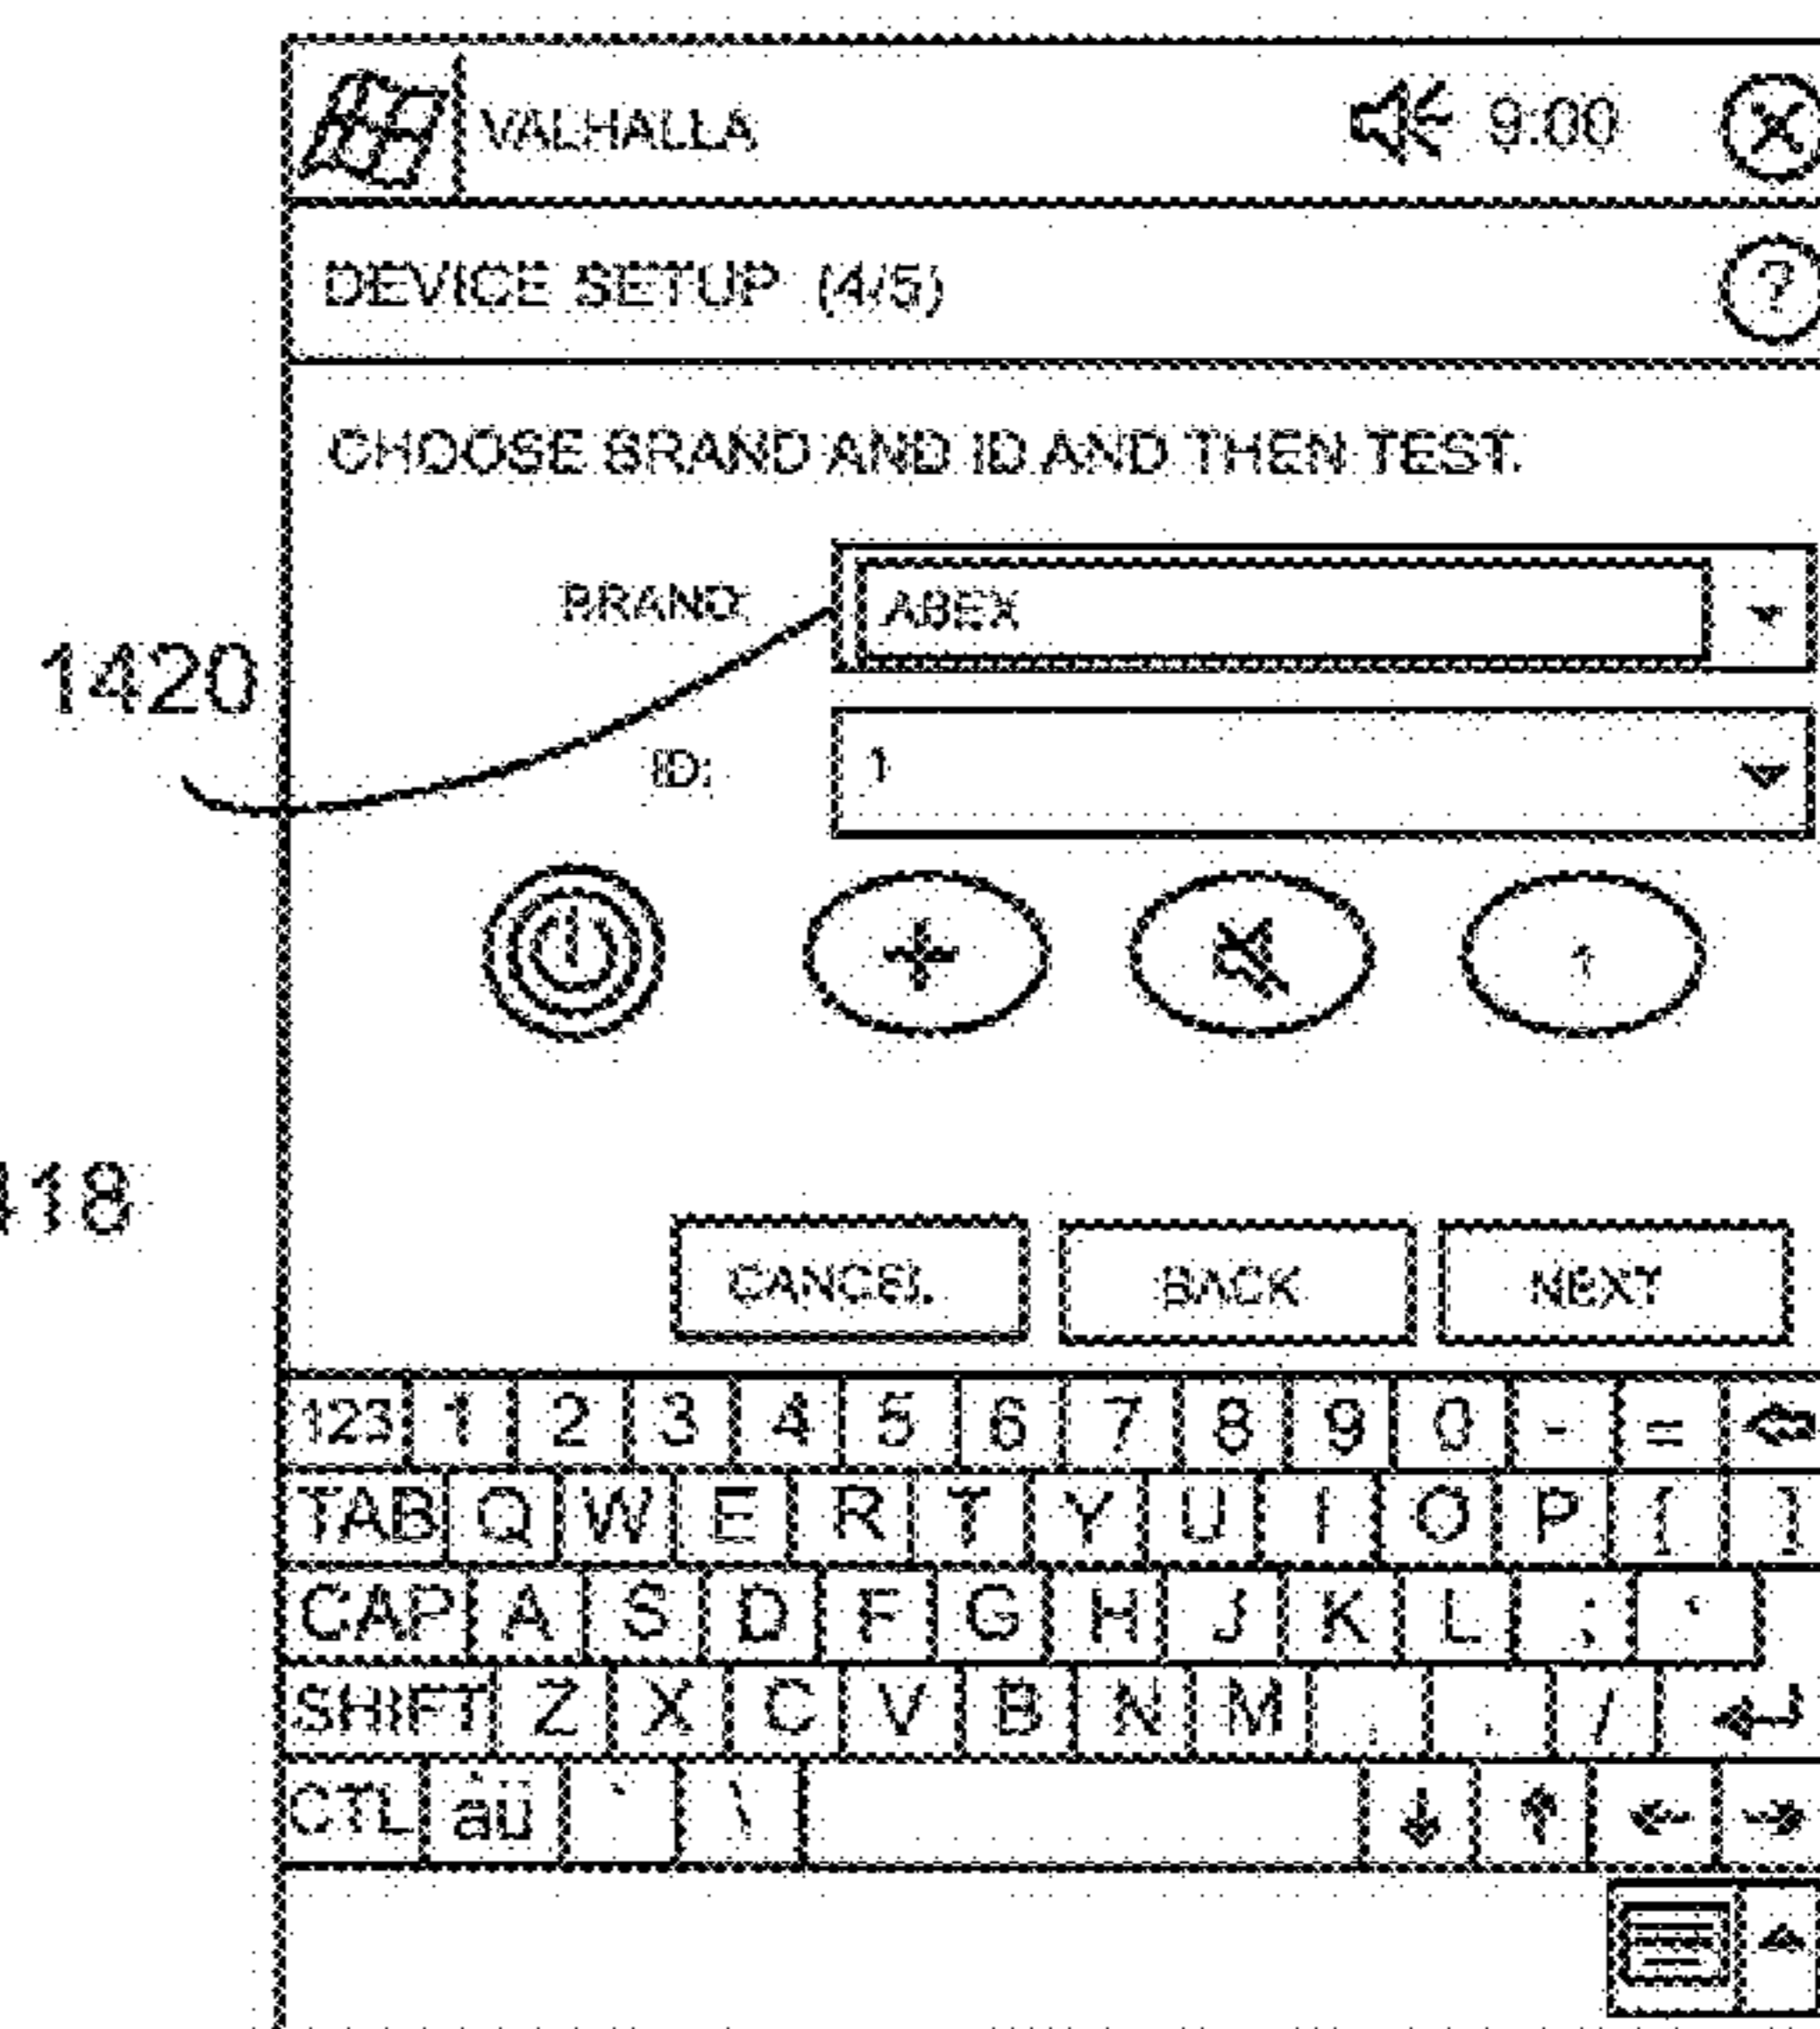 VALHALLA 9:00
DEVICE SETUP (4/5) ?
CHOOSE BRAND AND ID AND THEN TEST.
BRAND: ABEX
1420
ID: 1
1
418
CANCEL BACK NEXT
123 1 2 3 4 5 6 7 8 9 0 - =
TAB Q W E R T Y U I O P [ ]
CAP A S D F G H J K L ; '
SHIFT Z X C V B N M , . /
CTL áü ` \